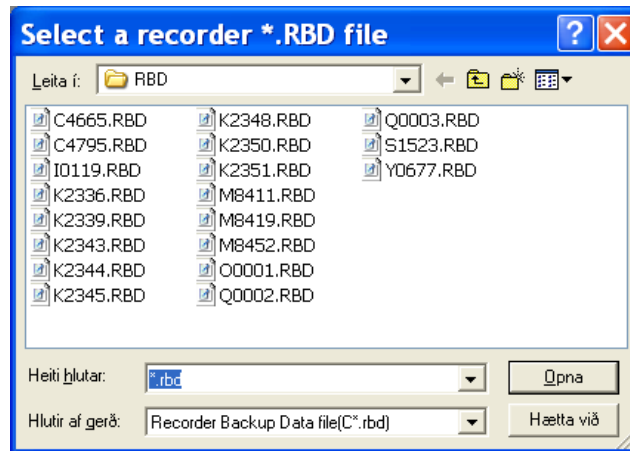 Select a recorder *.RBD file
Leita í: RBD
C4665.RBD K2348.RBD Q0003.RBD
C4795.RBD K2350.RBD S1523.RBD
I0119.RBD K2351.RBD Y0677.RBD
K2336.RBD M8411.RBD
K2339.RBD M8419.RBD
K2343.RBD M8452.RBD
K2344.RBD O0001.RBD
K2345.RBD Q0002.RBD
Heiti hlutar: *.rbd Opna
Hlutir af gerð: Recorder Backup Data file(C*.rbd) Hætta við